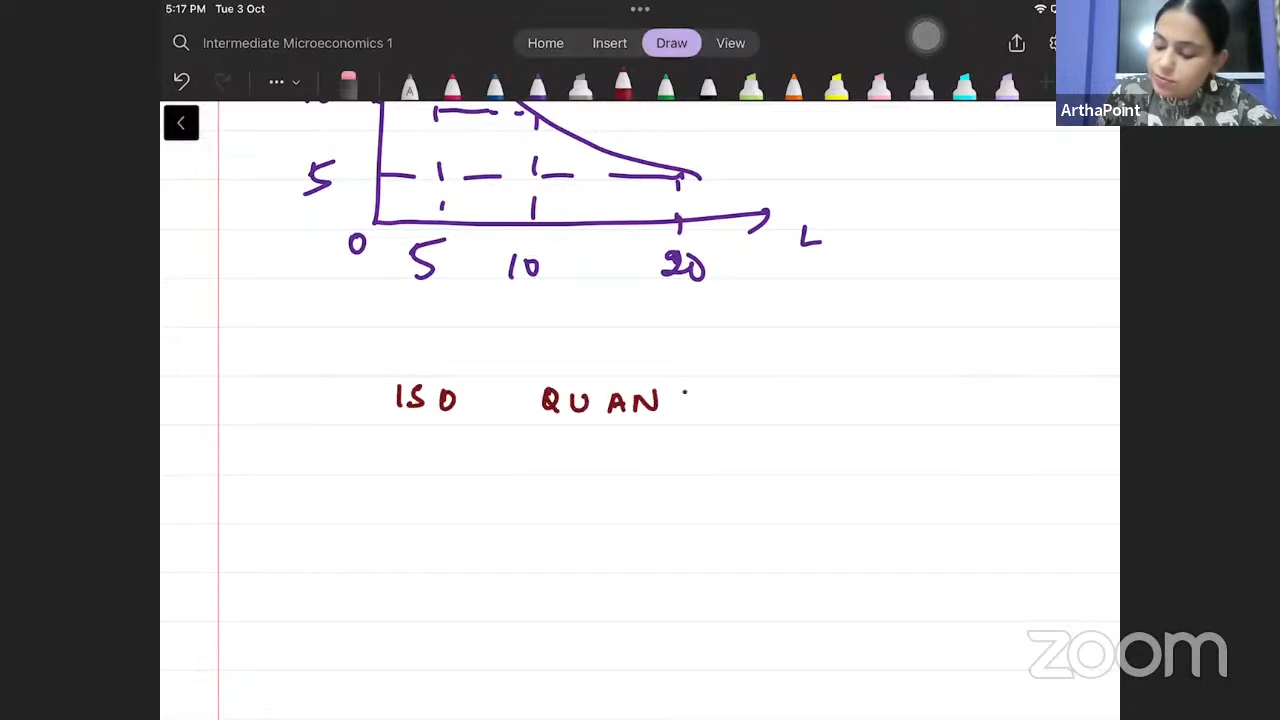 5:17 PM Tue 3 Oct
Intermediate Microeconomics 1
Home Insert Draw View
A
ArthaPoint
5
0 5 10 20 L
ISO QUAN
zoom